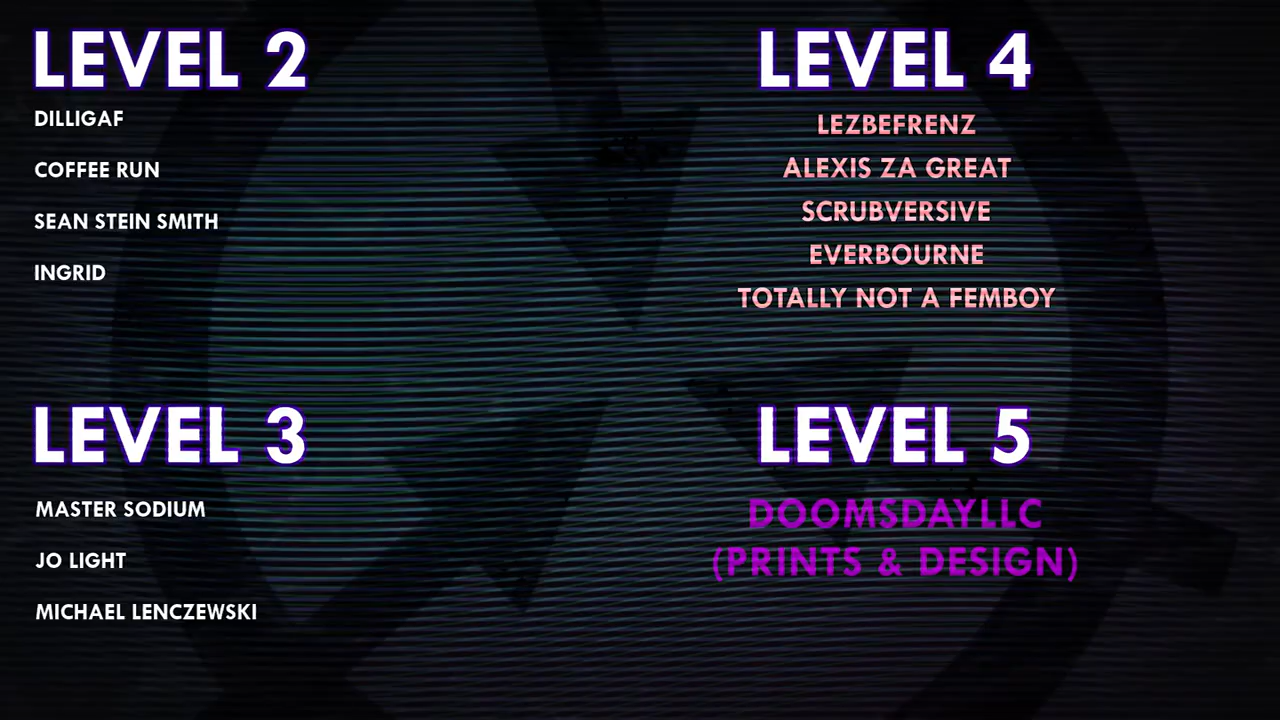 LEVEL 2
DILLIGAF
COFFEE RUN
SEAN STEIN SMITH
INGRID
LEVEL 3
MASTER SODIUM
JO LIGHT
MICHAEL LENCZEWSKI
LEVEL 4
LEZBEFRENZ
ALEXIS ZA GREAT
SCRUBVERSIVE
EVERBOURNE
TOTALLY NOT A FEMBOY
LEVEL 5
DOOMSDAYLLC
(PRINTS & DESIGN)